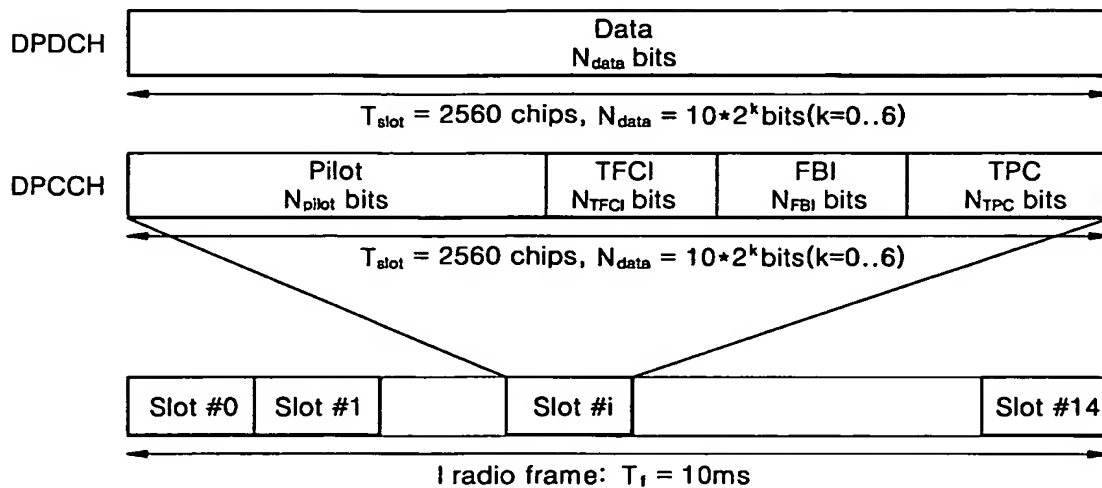 DPDCH
Data
N_data bits
T_slot = 2560 chips, N_data = 10*2^k bits(k=0..6)
DPCCH
Pilot
N_pilot bits
TFCI
N_TFCI bits
FBI
N_FBI bits
TPC
N_TPC bits
T_slot = 2560 chips, N_data = 10*2^k bits(k=0..6)
Slot #0 Slot #1 Slot #i Slot #14
I radio frame: T_f = 10ms